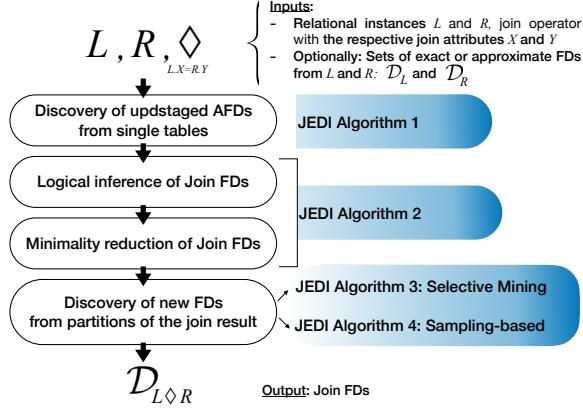 Inputs:
- Relational instances L and R, join operator
with the respective join attributes X and Y
- Optionally: Sets of exact or approximate FDs
from L and R: 𝒟_L and 𝒟_R
L , R , ◊
L.X=R.Y
Discovery of updstaged AFDs
from single tables
JEDI Algorithm 1
Logical inference of Join FDs
JEDI Algorithm 2
Minimality reduction of Join FDs
Discovery of new FDs
from partitions of the join result
JEDI Algorithm 3: Selective Mining
JEDI Algorithm 4: Sampling-based
𝒟_L◊R
Output: Join FDs